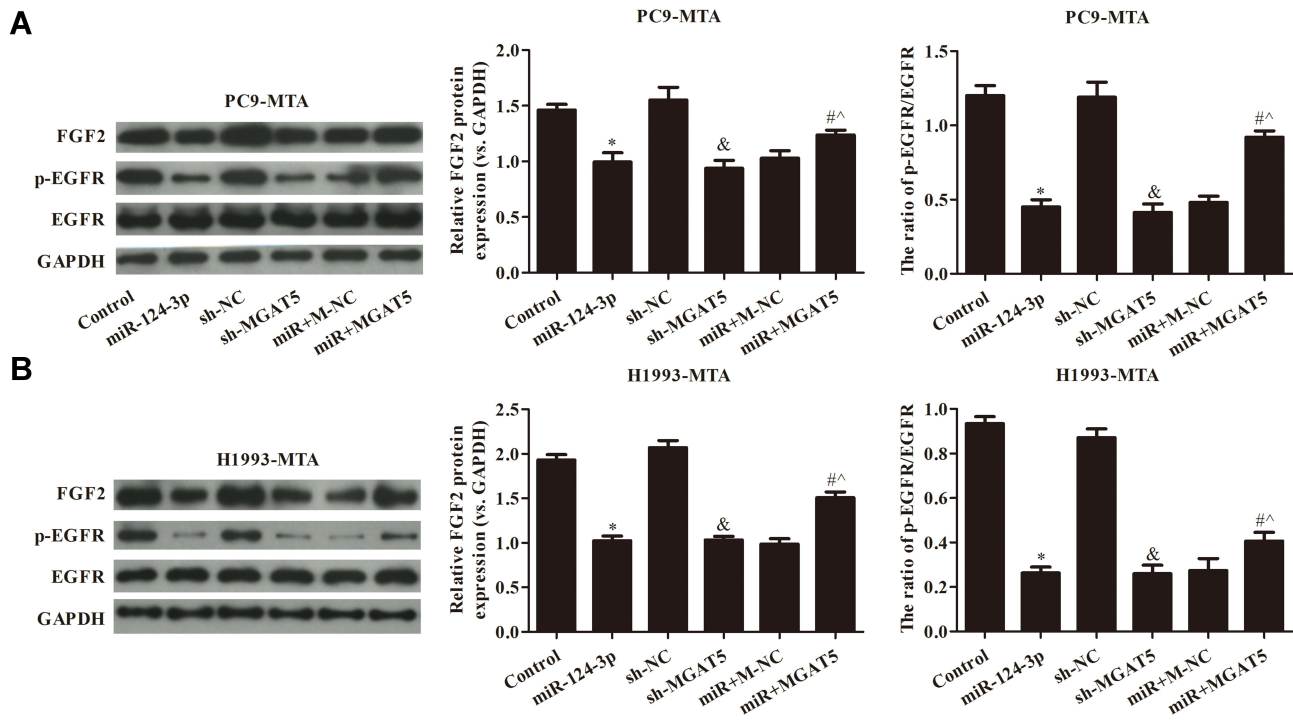 A
PC9-MTA
FGF2
p-EGFR
EGFR
GAPDH
Control
miR-124-3p
sh-NC
sh-MGAT5
miR+M-NC
miR+MGAT5
PC9-MTA
Relative FGF2 protein
expression (vs. GAPDH)
2.0
1.5
1.0
0.5
0.0
*
&
#^
Control
miR-124-3p
sh-NC
sh-MGAT5
miR+M-NC
miR+MGAT5
PC9-MTA
The ratio of p-EGFR/EGFR
1.5
1.0
0.5
0.0
*
&
#^
Control
miR-124-3p
sh-NC
sh-MGAT5
miR+M-NC
miR+MGAT5
B
H1993-MTA
FGF2
p-EGFR
EGFR
GAPDH
H1993-MTA
Relative FGF2 protein
expression (vs. GAPDH)
2.5
2.0
1.5
1.0
0.5
0.0
*
&
#^
Control
miR-124-3p
sh-NC
sh-MGAT5
miR+M-NC
miR+MGAT5
H1993-MTA
The ratio of p-EGFR/EGFR
1.0
0.8
0.6
0.4
0.2
0.0
*
&
#^
Control
miR-124-3p
sh-NC
sh-MGAT5
miR+M-NC
miR+MGAT5